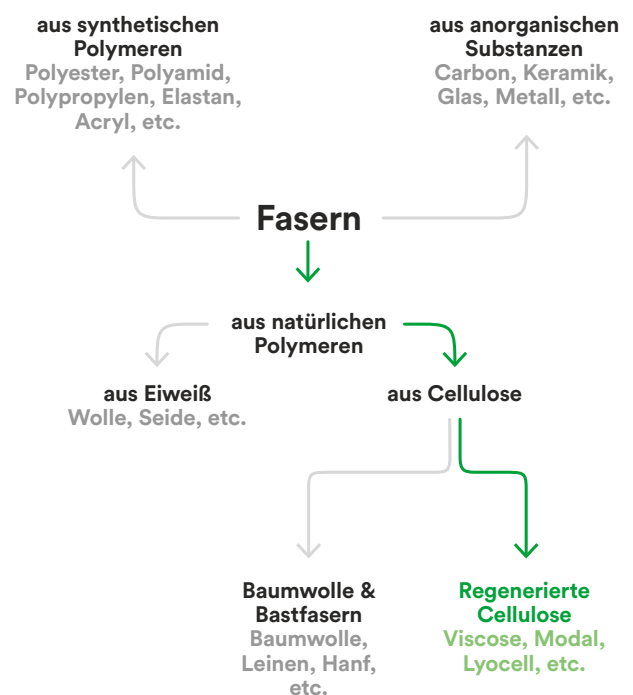 aus synthetischen
Polymeren
Polyester, Polyamid,
Polypropylen, Elastan,
Acryl, etc.
aus anorganischen
Substanzen
Carbon, Keramik,
Glas, Metall, etc.
Fasern
aus natürlichen
Polymeren
aus Eiweiß
Wolle, Seide, etc.
aus Cellulose
Baumwolle &
Bastfasern
Baumwolle,
Leinen, Hanf,
etc.
Regenerierte
Cellulose
Viscose, Modal,
Lyocell, etc.